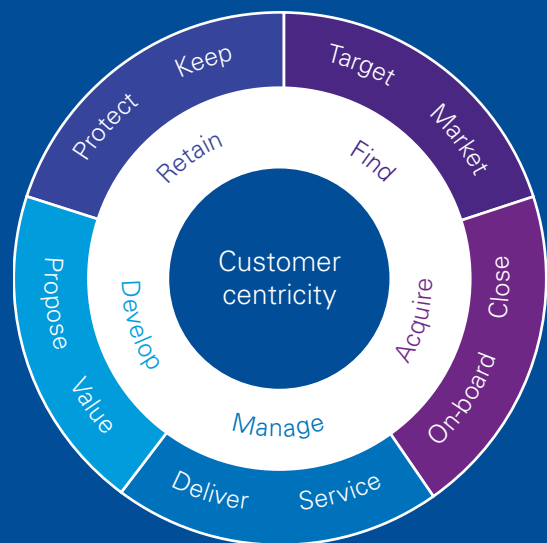 Customer
centricity
Find
Acquire
Manage
Develop
Retain
Target
Market
Close
On-board
Service
Deliver
Value
Propose
Protect
Keep